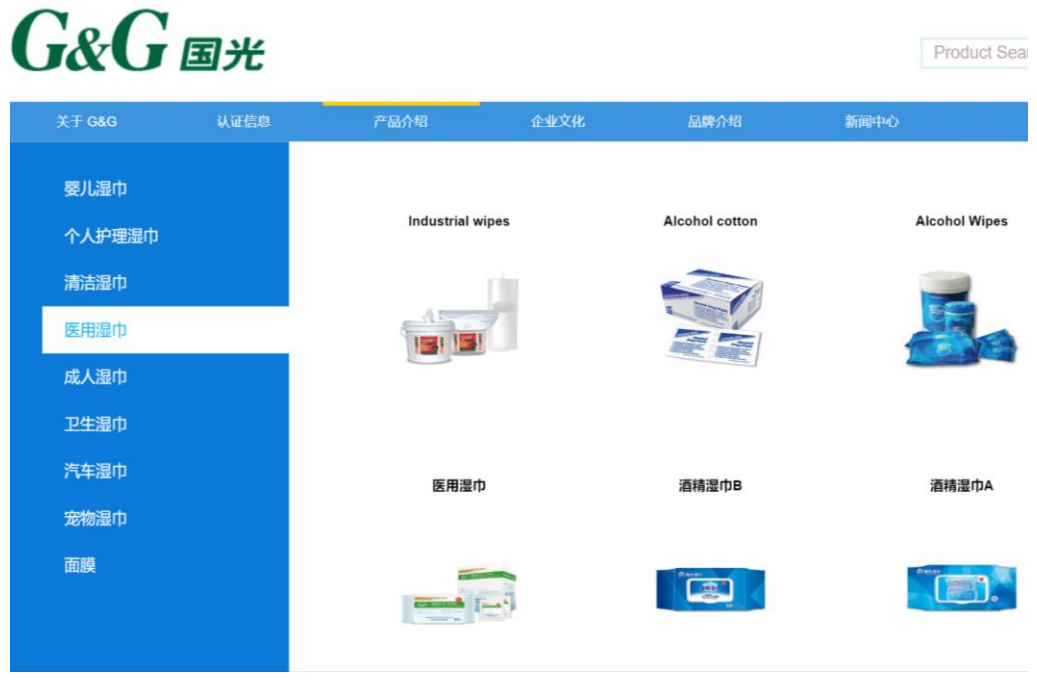 G&G 国光
Product Sea
关于 G&G 认证信息 产品介绍 企业文化 品牌介绍 新闻中心
婴儿湿巾
个人护理湿巾
清洁湿巾
医用湿巾
成人湿巾
卫生湿巾
汽车湿巾
宠物湿巾
面膜
Industrial wipes Alcohol cotton Alcohol Wipes
医用湿巾 酒精湿巾B 酒精湿巾A